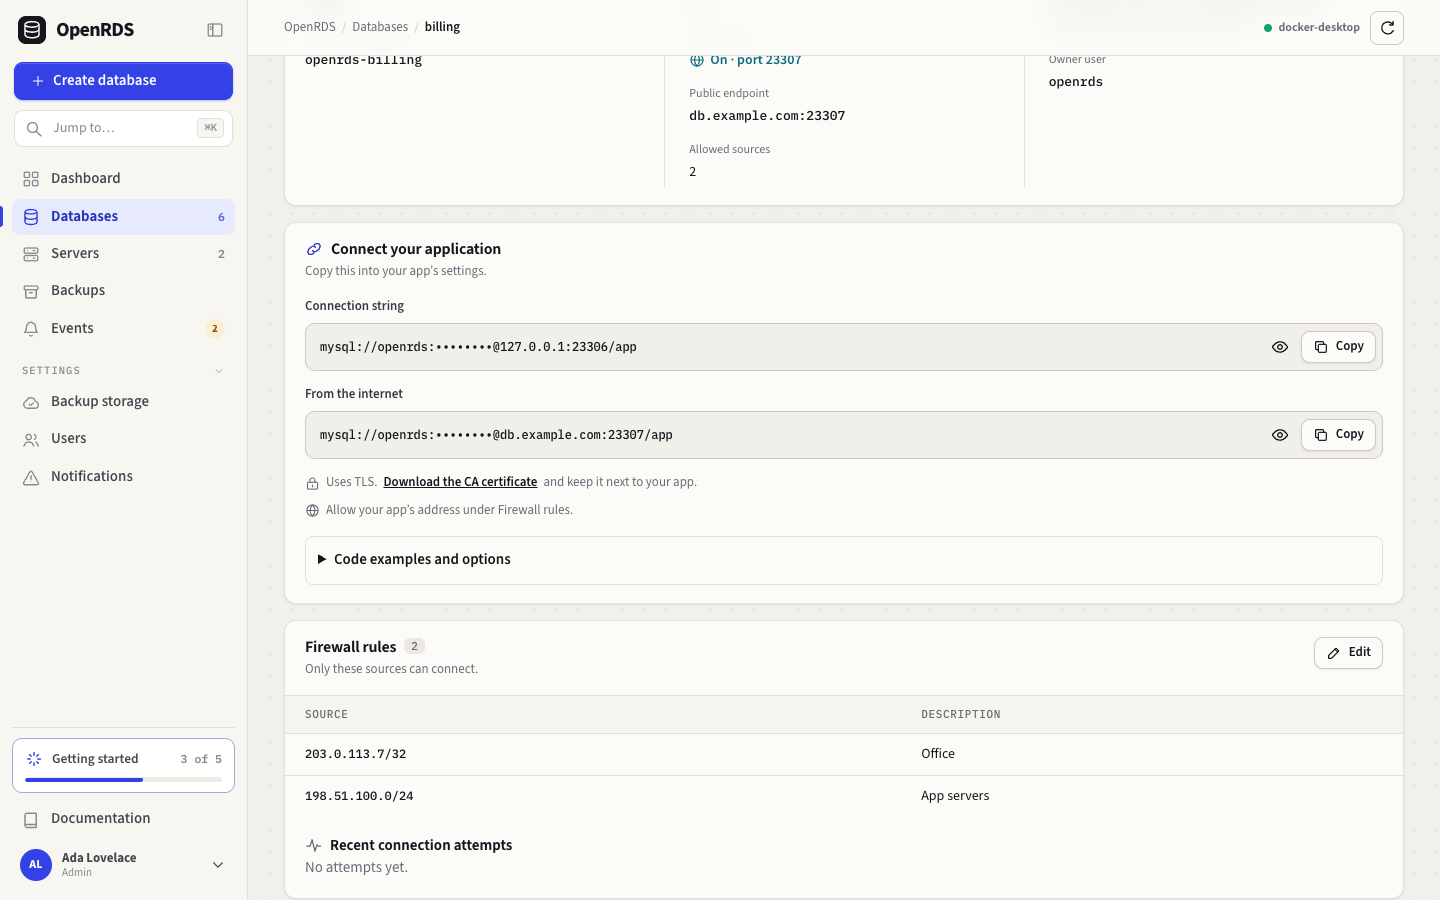 OpenRDS
Create database
Jump to…
⌘K
Dashboard
Databases 6
Servers 2
Backups
Events 2
SETTINGS
Backup storage
Users
Notifications
Getting started 3 of 5
Documentation
AL
Ada Lovelace
Admin
OpenRDS / Databases / billing
docker-desktop
openrds-billing
On · port 23307
Public endpoint
db.example.com:23307
Allowed sources
2
Owner user
openrds
Connect your application
Copy this into your app's settings.
Connection string
mysql://openrds:••••••••@127.0.0.1:23306/app
Copy
From the internet
mysql://openrds:••••••••@db.example.com:23307/app
Copy
Uses TLS. Download the CA certificate and keep it next to your app.
Allow your app's address under Firewall rules.
Code examples and options
Firewall rules 2
Only these sources can connect.
Edit
SOURCE DESCRIPTION
203.0.113.7/32 Office
198.51.100.0/24 App servers
Recent connection attempts
No attempts yet.